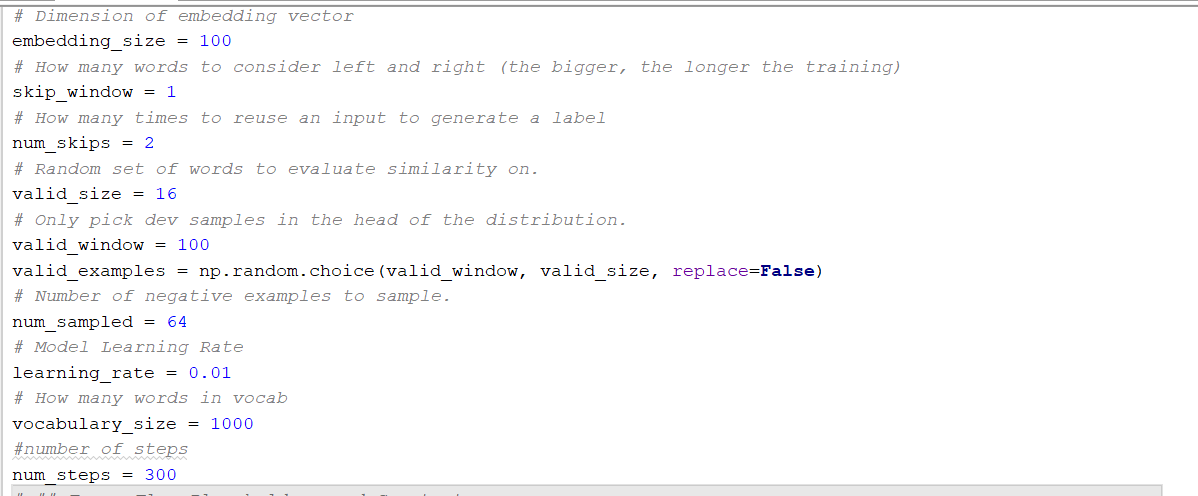 # Dimension of embedding vector
embedding_size = 100
# How many words to consider left and right (the bigger, the longer the training)
skip_window = 1
# How many times to reuse an input to generate a label
num_skips = 2
# Random set of words to evaluate similarity on.
valid_size = 16
# Only pick dev samples in the head of the distribution.
valid_window = 100
valid_examples = np.random.choice(valid_window, valid_size, replace=False)
# Number of negative examples to sample.
num_sampled = 64
# Model Learning Rate
learning_rate = 0.01
# How many words in vocab
vocabulary_size = 1000
#number of steps
num_steps = 300